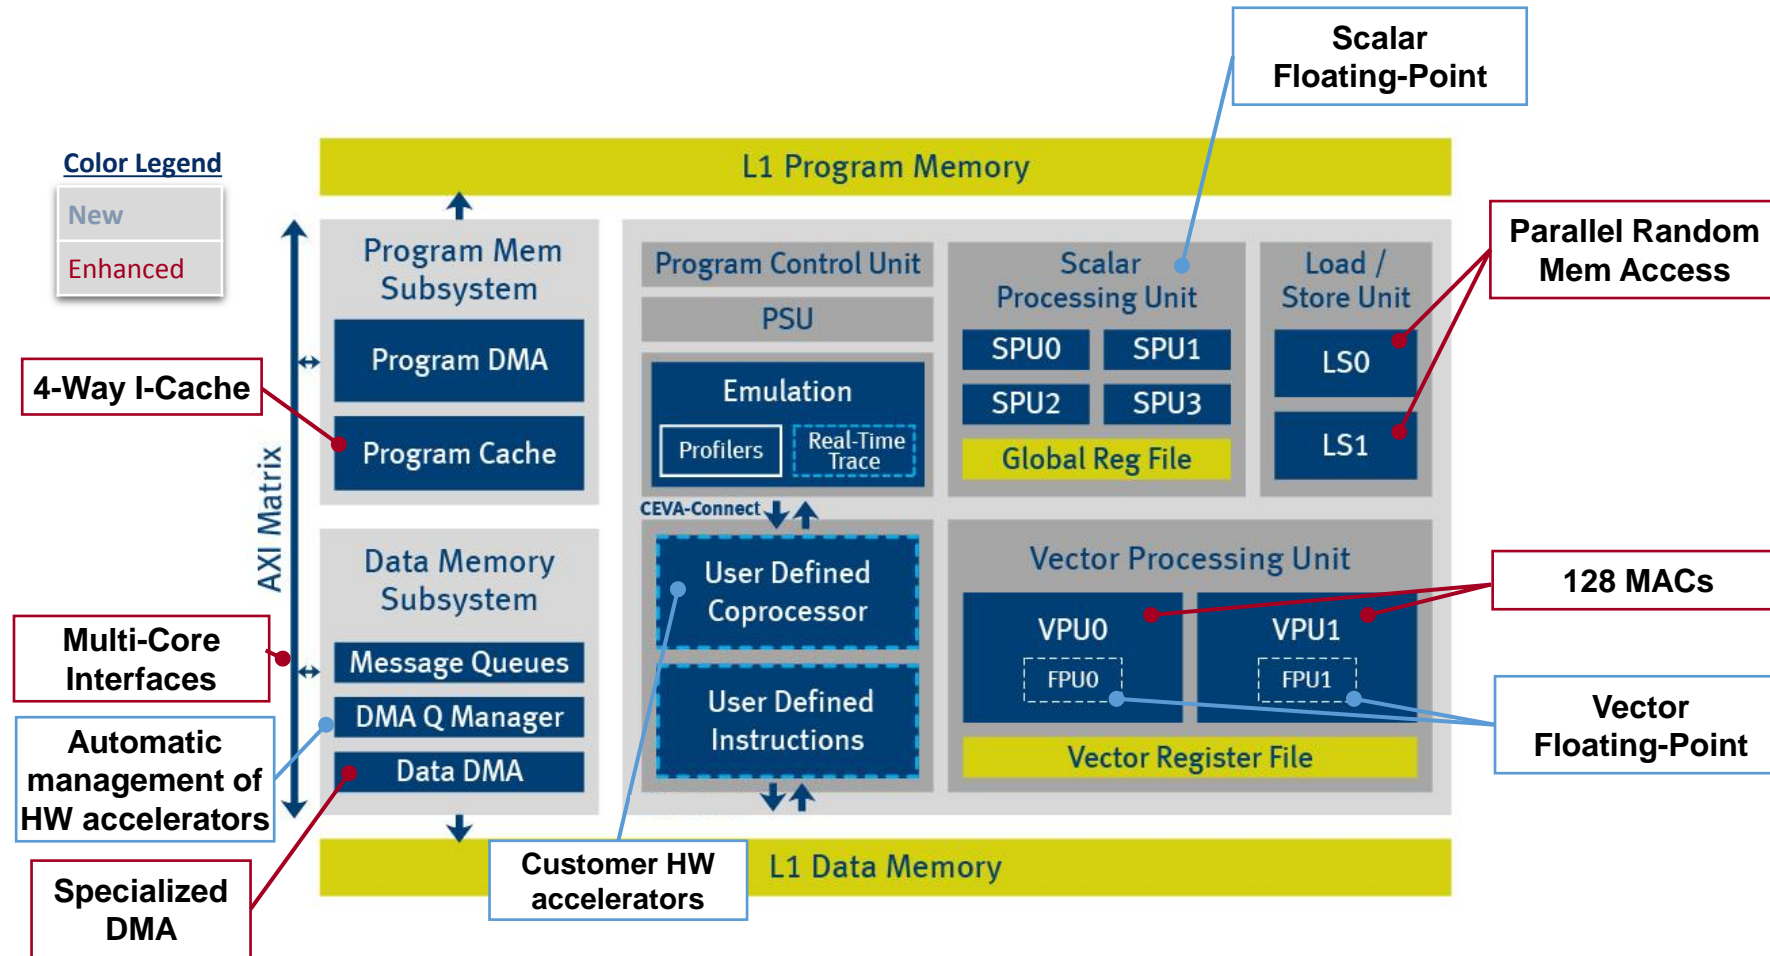 Scalar
Floating-Point
Color Legend
New
Enhanced
L1 Program Memory
Program Mem
Subsystem
Program DMA
Program Cache
4-Way I-Cache
AXI Matrix
Program Control Unit
PSU
Emulation
Profilers
Real-Time
Trace
Scalar
Processing Unit
SPU0
SPU1
SPU2
SPU3
Global Reg File
Load /
Store Unit
LS0
LS1
Parallel Random
Mem Access
CEVA-Connect
Data Memory
Subsystem
Message Queues
DMA Q Manager
Data DMA
Multi-Core
Interfaces
Automatic
management of
HW accelerators
Specialized
DMA
User Defined
Coprocessor
User Defined
Instructions
Customer HW
accelerators
Vector Processing Unit
VPU0
FPU0
VPU1
FPU1
Vector Register File
128 MACs
Vector
Floating-Point
L1 Data Memory